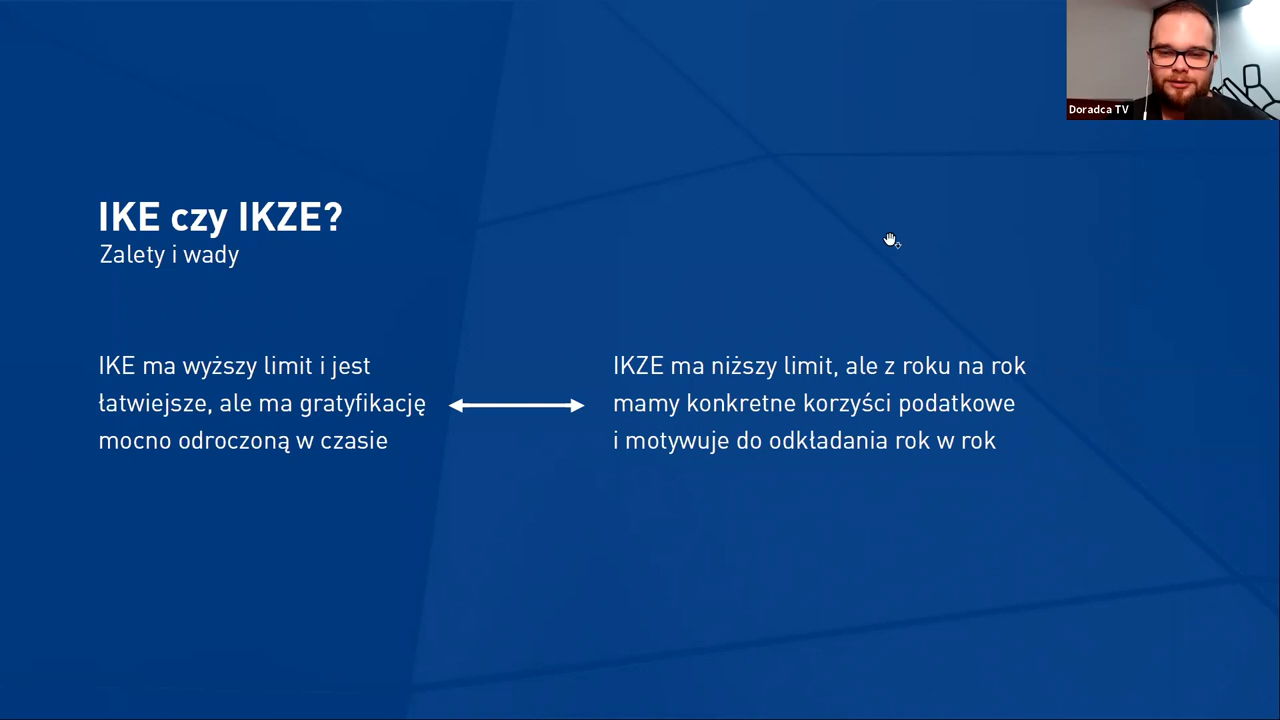 Doradca TV
IKE czy IKZE?
Zalety i wady
IKE ma wyższy limit i jest
łatwiejsze, ale ma gratyfikację
mocno odroczoną w czasie
IKZE ma niższy limit, ale z roku na rok
mamy konkretne korzyści podatkowe
i motywuje do odkładania rok w rok